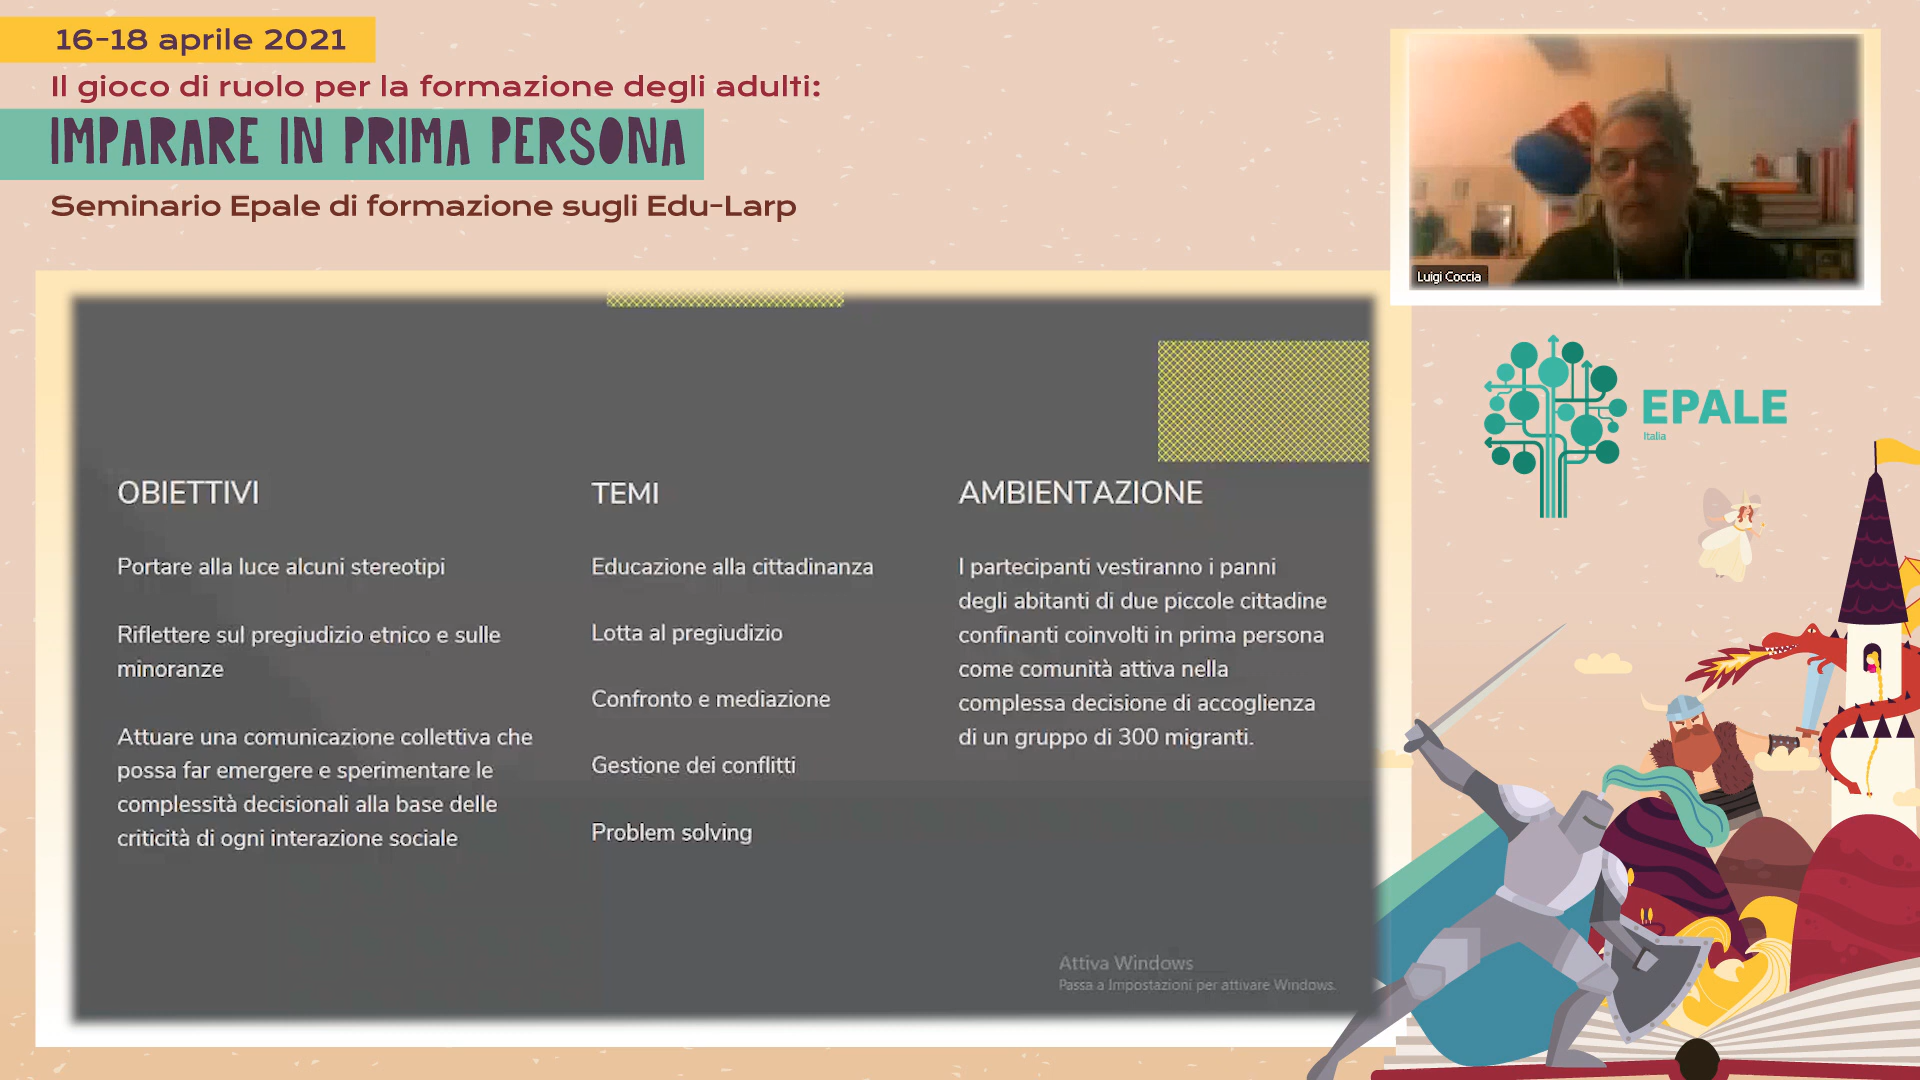 16-18 aprile 2021
Il gioco di ruolo per la formazione degli adulti:
IMPARARE IN PRIMA PERSONA
Seminario Epale di formazione sugli Edu-Larp
Luigi Coccia
EPALE
Italia
OBIETTIVI
Portare alla luce alcuni stereotipi
Riflettere sul pregiudizio etnico e sulle
minoranze
Attuare una comunicazione collettiva che
possa far emergere e sperimentare le
complessità decisionali alla base delle
criticità di ogni interazione sociale
TEMI
Educazione alla cittadinanza
Lotta al pregiudizio
Confronto e mediazione
Gestione dei conflitti
Problem solving
AMBIENTAZIONE
I partecipanti vestiranno i panni
degli abitanti di due piccole cittadine
confinanti coinvolti in prima persona
come comunità attiva nella
complessa decisione di accoglienza
di un gruppo di 300 migranti.
Attiva Windows
Passa a Impostazioni per attivare Windows.